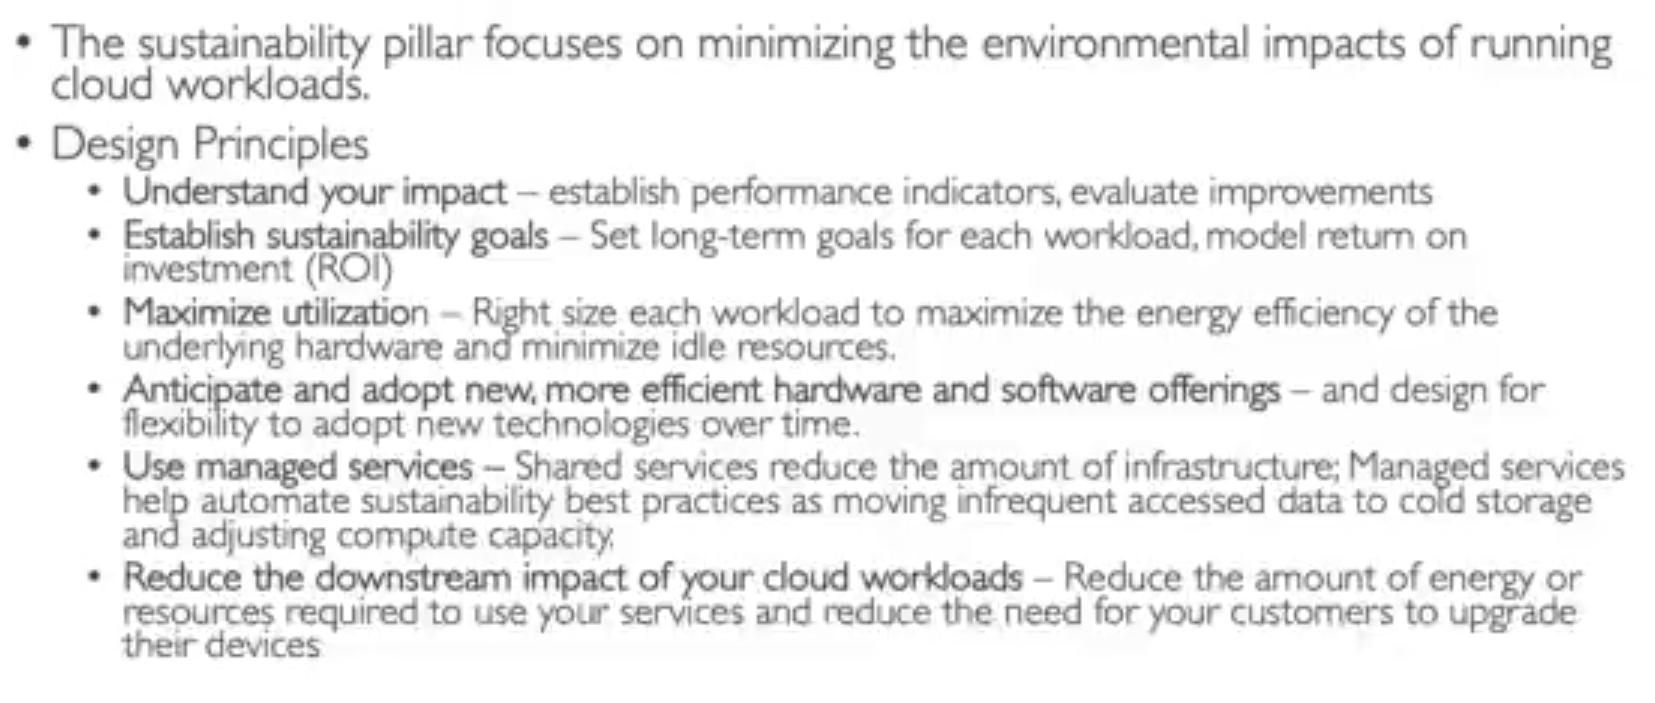 • The sustainability pillar focuses on minimizing the environmental impacts of running
cloud workloads.
• Design Principles
• Understand your impact – establish performance indicators, evaluate improvements
• Establish sustainability goals – Set long-term goals for each workload, model return on
investment (ROI)
• Maximize utilization – Right size each workload to maximize the energy efficiency of the
underlying hardware and minimize idle resources.
• Anticipate and adopt new, more efficient hardware and software offerings – and design for
flexibility to adopt new technologies over time.
• Use managed services – Shared services reduce the amount of infrastructure; Managed services
help automate sustainability best practices as moving infrequent accessed data to cold storage
and adjusting compute capacity.
• Reduce the downstream impact of your cloud workloads – Reduce the amount of energy or
resources required to use your services and reduce the need for your customers to upgrade
their devices